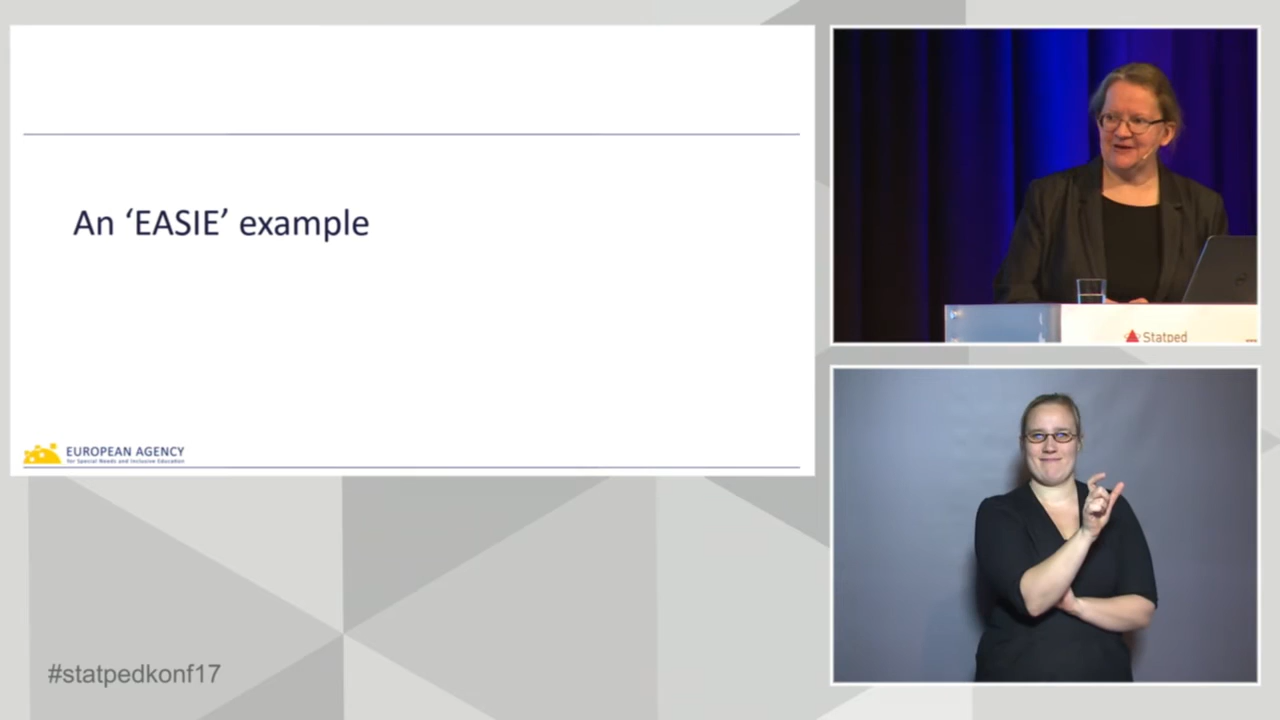 An ‘EASIE’ example
EUROPEAN AGENCY
for Special Needs and Inclusive Education
Statped
#statpedkonf17